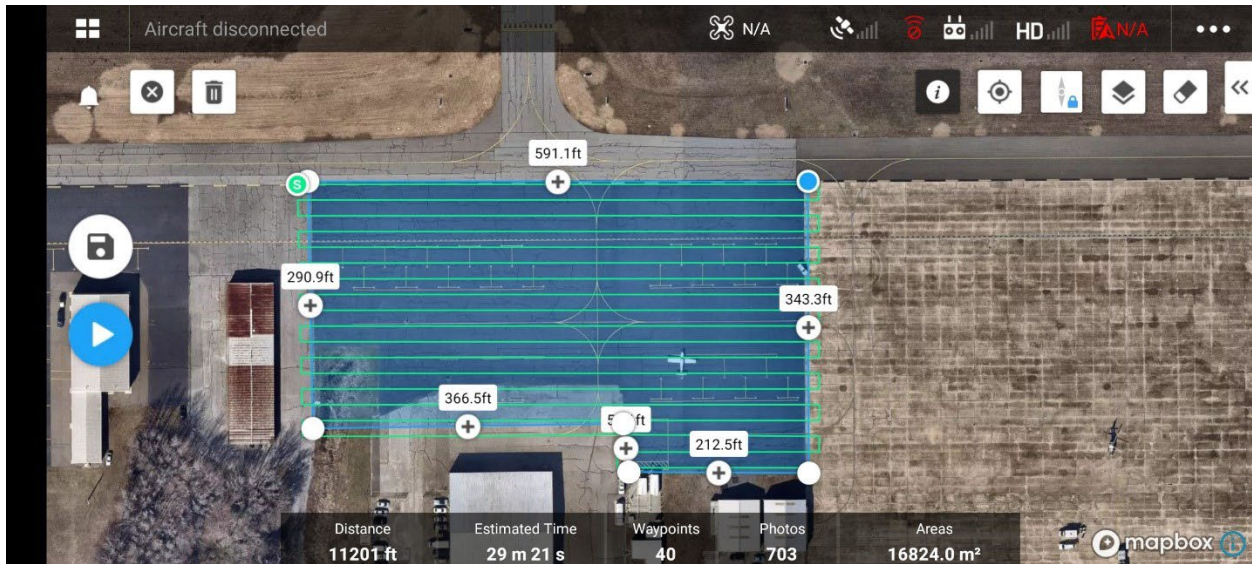 Aircraft disconnected
N/A
HD
N/A
591.1ft
S
290.9ft
343.3ft
366.5ft
212.5ft
Distance
Estimated Time
Waypoints
Photos
Areas
11201 ft
29 m 21 s
40
703
16824.0 m²
mapbox